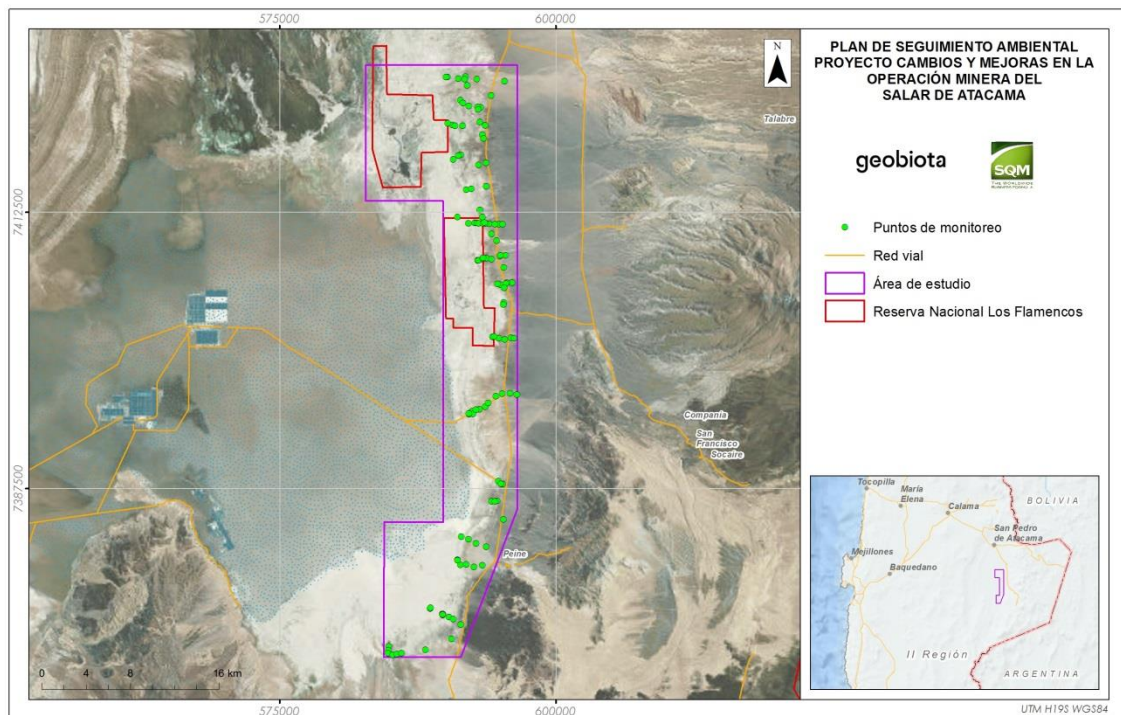 575000
600000
7412500
7387500
575000
600000
0 4 8 16 km
Talabre
Compañía
San
Francisco
Socaire
Peine
N
PLAN DE SEGUIMIENTO AMBIENTAL
PROYECTO CAMBIOS Y MEJORAS EN LA
OPERACIÓN MINERA DEL
SALAR DE ATACAMA
geobiota
SQM
Puntos de monitoreo
Red vial
Área de estudio
Reserva Nacional Los Flamencos
Tocopilla
María
Elena
BOLIVIA
Calama
San Pedro
de Atacama
Mejillones
Baquedano
II Región
ARGENTINA
UTM H19S WGS84